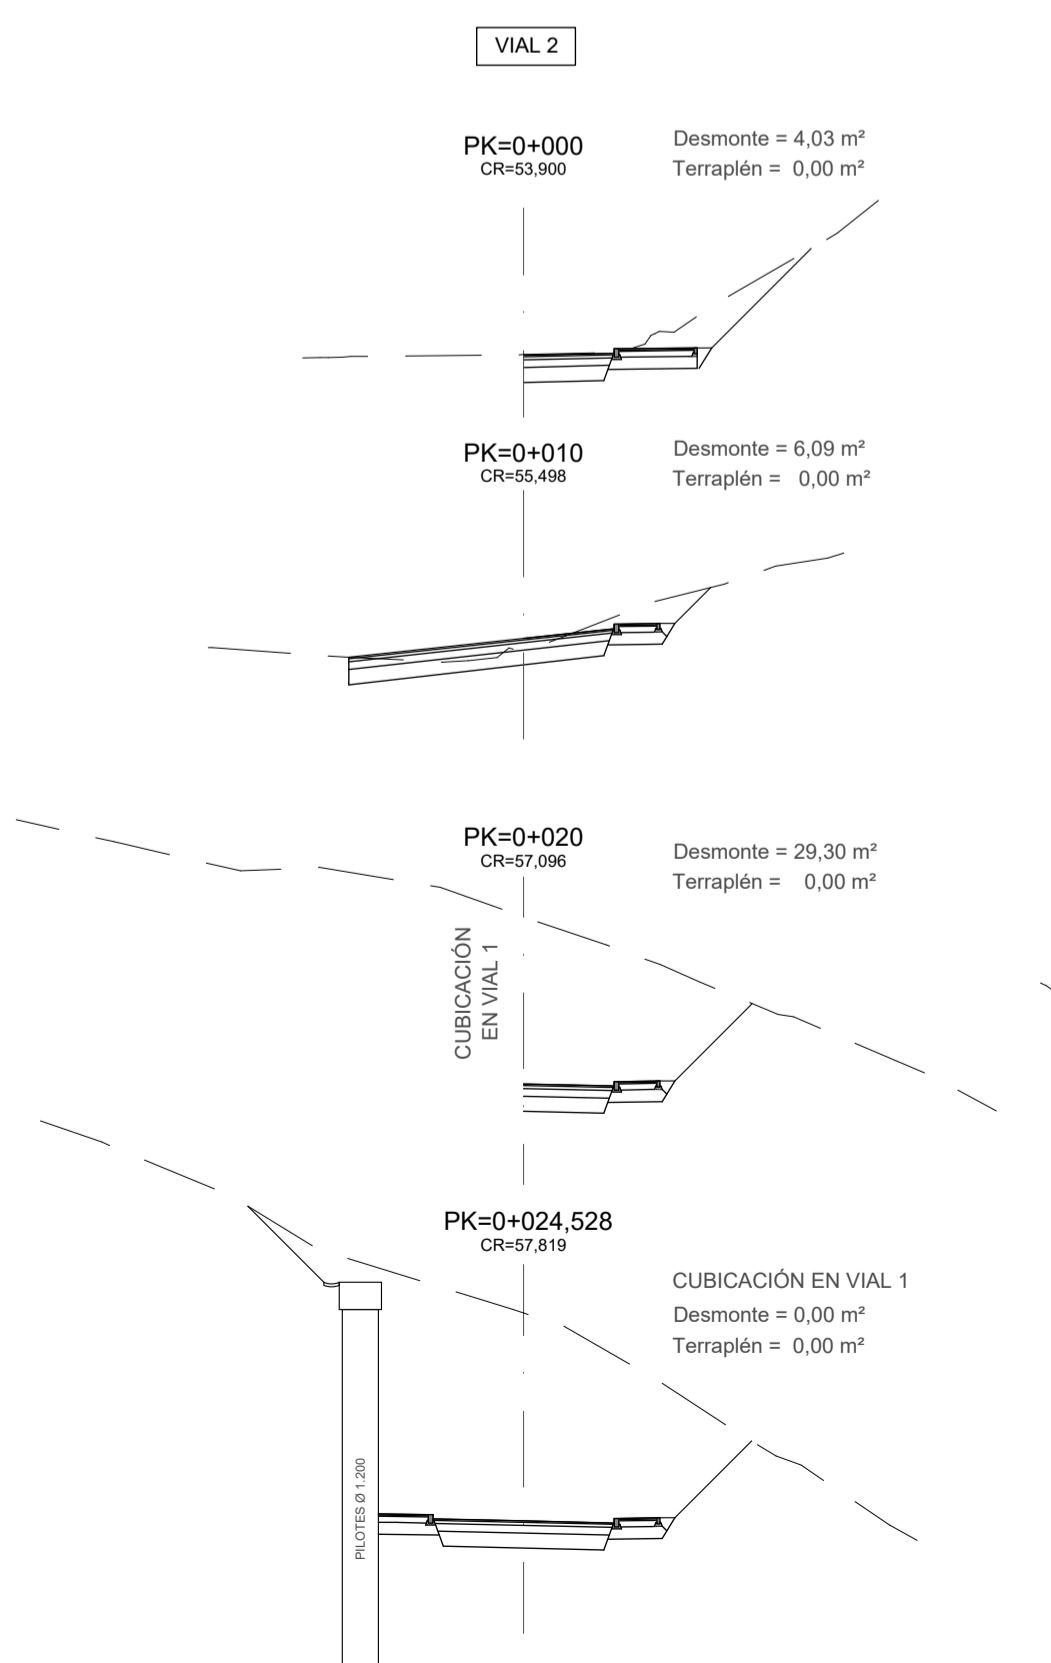 VIAL 2
PK=0+000
CR=53,900
Desmonte = 4,03 m²
Terraplén = 0,00 m²
PK=0+010
CR=55,498
Desmonte = 6,09 m²
Terraplén = 0,00 m²
PK=0+020
CR=57,096
Desmonte = 29,30 m²
Terraplén = 0,00 m²
CUBICACIÓN
EN VIAL 1
PK=0+024,528
CR=57,819
CUBICACIÓN EN VIAL 1
Desmonte = 0,00 m²
Terraplén = 0,00 m²
PILOTES Ø 1.200